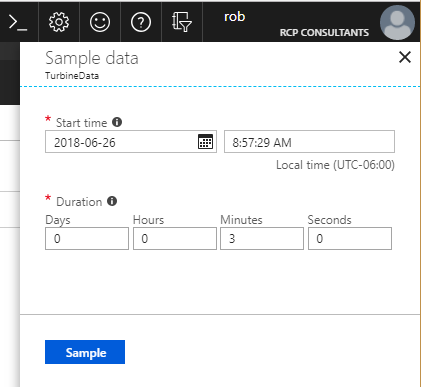 rob
RCP CONSULTANTS
Sample data
TurbineData
* Start time
2018-06-26 8:57:29 AM
Local time (UTC-06:00)
* Duration
Days Hours Minutes Seconds
0 0 3 0
Sample